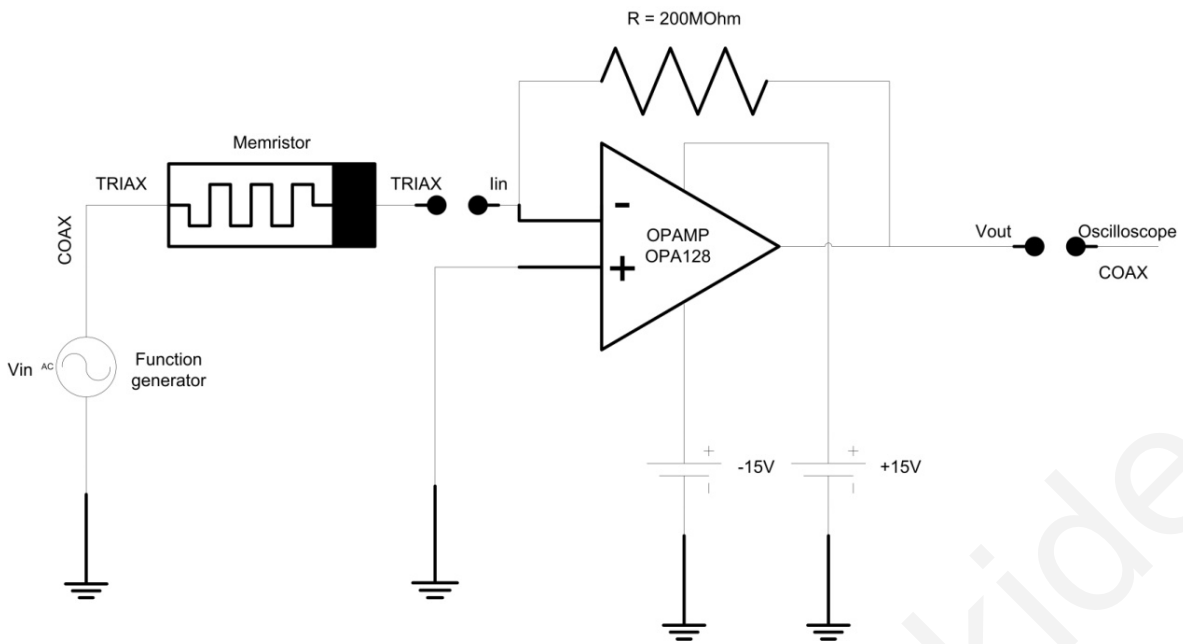 R = 200MOhm
Memristor
TRIAX
TRIAX
Iin
COAX
-
+
OPAMP
OPA128
Vout
Oscilloscope
COAX
Vin
AC
Function
generator
+
-15V
+
+15V